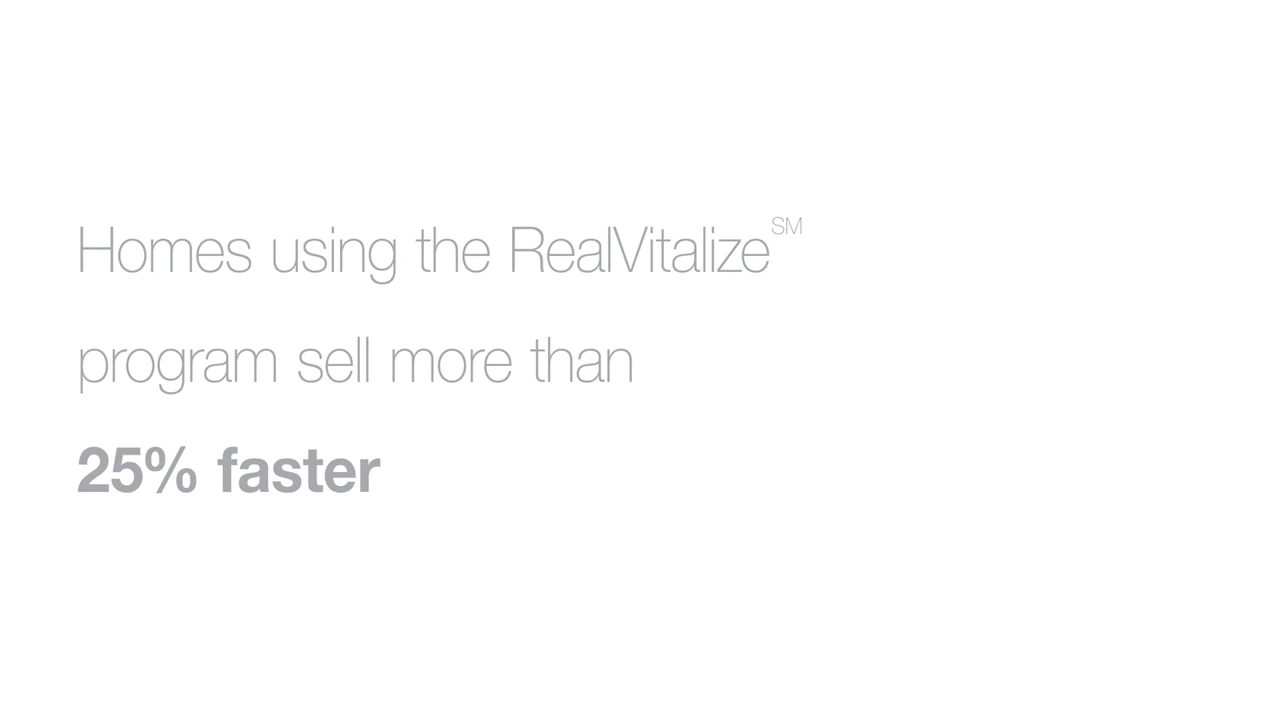 Homes using the RealVitalize℠
program sell more than
25% faster